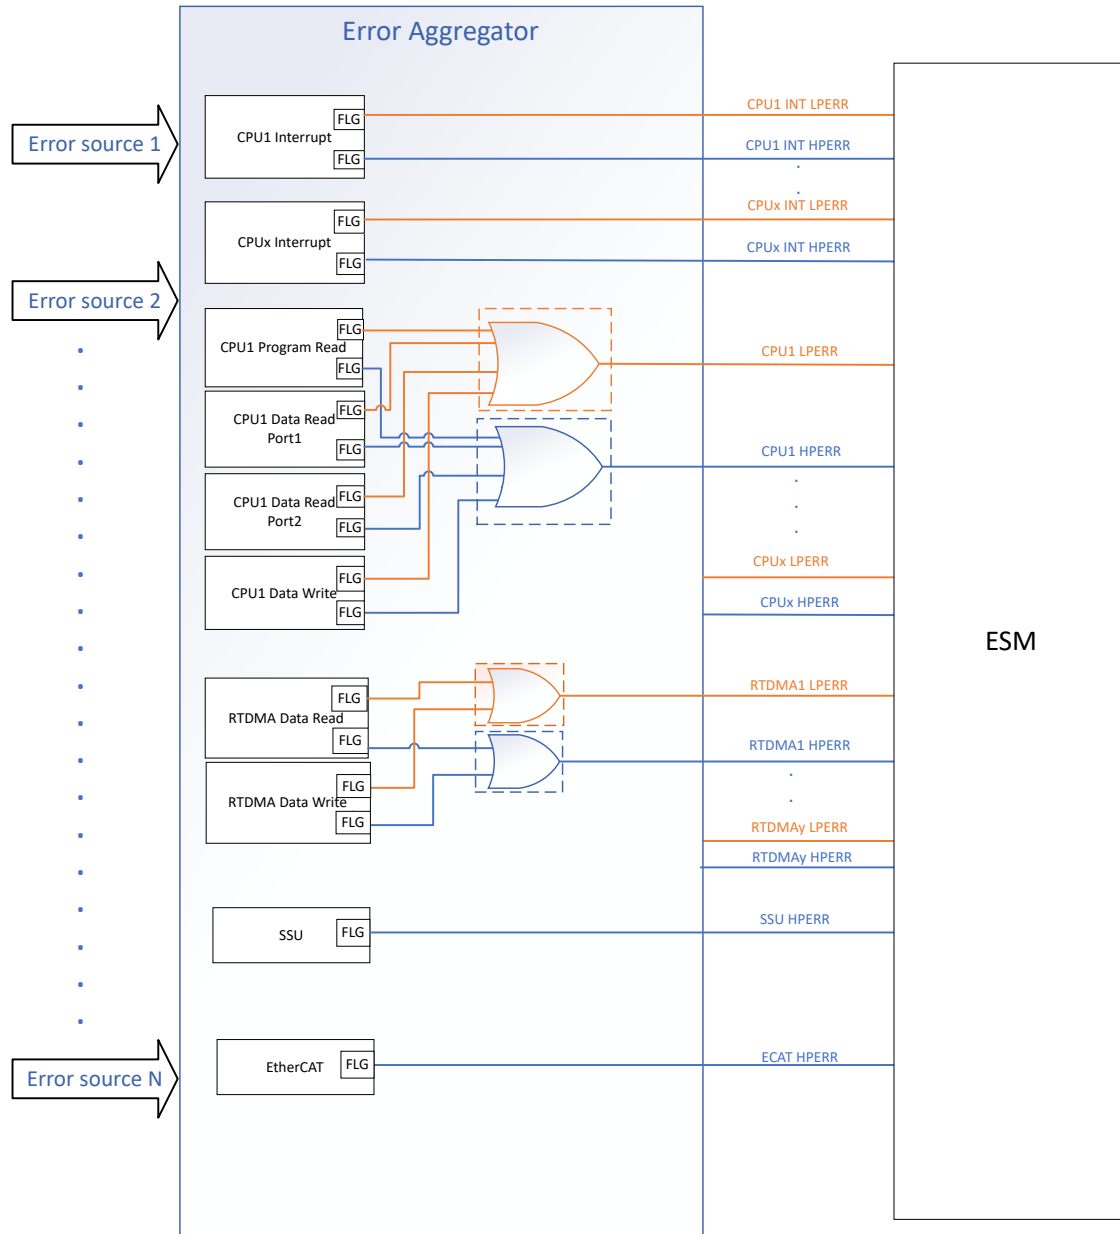 Error Aggregator
Error source 1
CPU1 Interrupt
FLG
FLG
CPU1 INT LPERR
CPU1 INT HPERR
CPUx Interrupt
FLG
FLG
CPUx INT LPERR
CPUx INT HPERR
Error source 2
CPU1 Program Read
FLG
FLG
CPU1 LPERR
CPU1 Data Read
Port1
FLG
FLG
CPU1 HPERR
CPU1 Data Read
Port2
FLG
FLG
CPU1 Data Write
FLG
FLG
CPUx LPERR
CPUx HPERR
ESM
RTDMA Data Read
FLG
FLG
RTDMA1 LPERR
RTDMA1 HPERR
RTDMA Data Write
FLG
FLG
RTDMAy LPERR
RTDMAy HPERR
SSU
FLG
SSU HPERR
Error source N
EtherCAT
FLG
ECAT HPERR